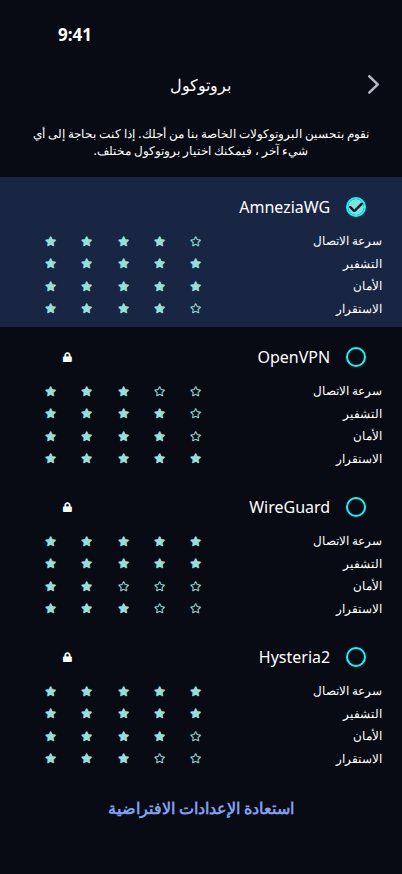 9:41
بروتوكول
نقوم بتحسين البروتوكولات الخاصة بنا من أجلك. إذا كنت بحاجة إلى أي
شيء آخر ، فيمكنك اختيار بروتوكول مختلف.
AmneziaWG
سرعة الاتصال
التشفير
الأمان
الاستقرار
OpenVPN
سرعة الاتصال
التشفير
الأمان
الاستقرار
WireGuard
سرعة الاتصال
التشفير
الأمان
الاستقرار
Hysteria2
سرعة الاتصال
التشفير
الأمان
الاستقرار
استعادة الإعدادات الافتراضية